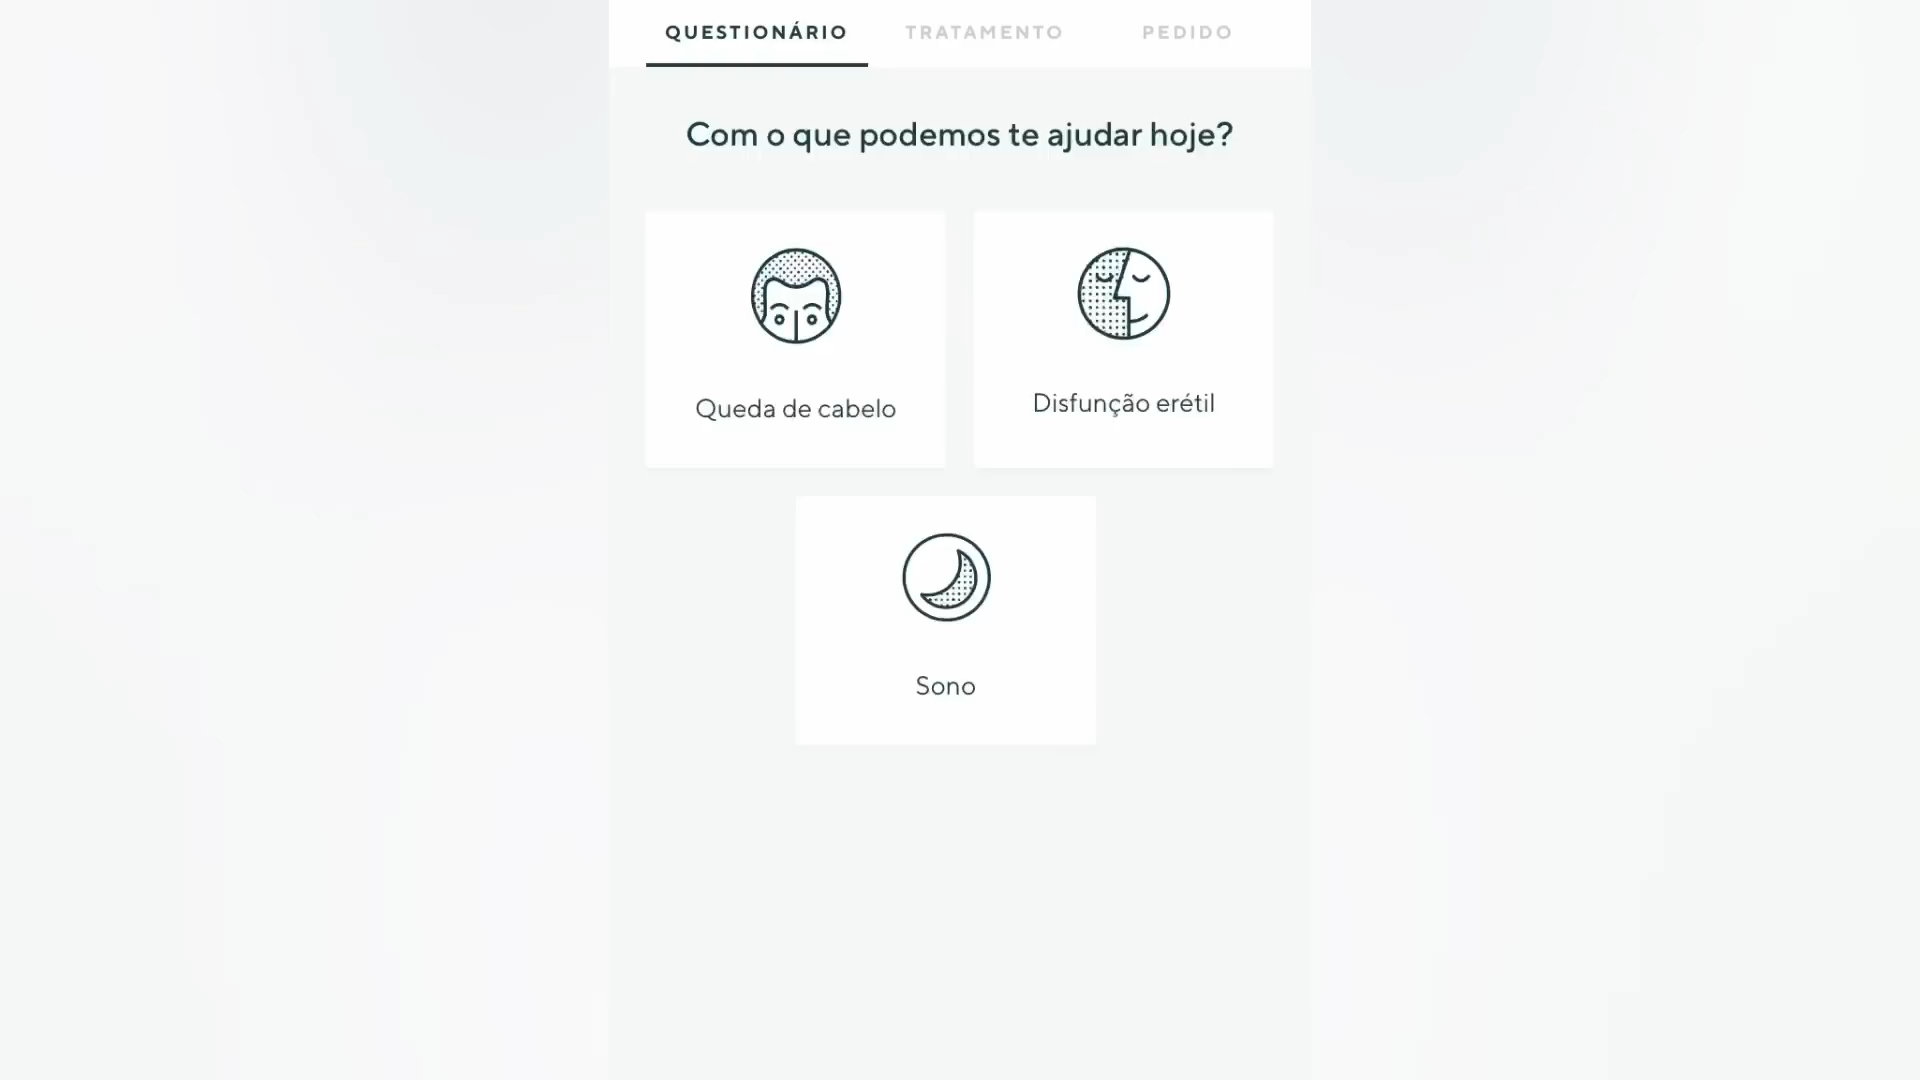 QUESTIONÁRIO TRATAMENTO PEDIDO
Com o que podemos te ajudar hoje?
Queda de cabelo
Disfunção erétil
Sono